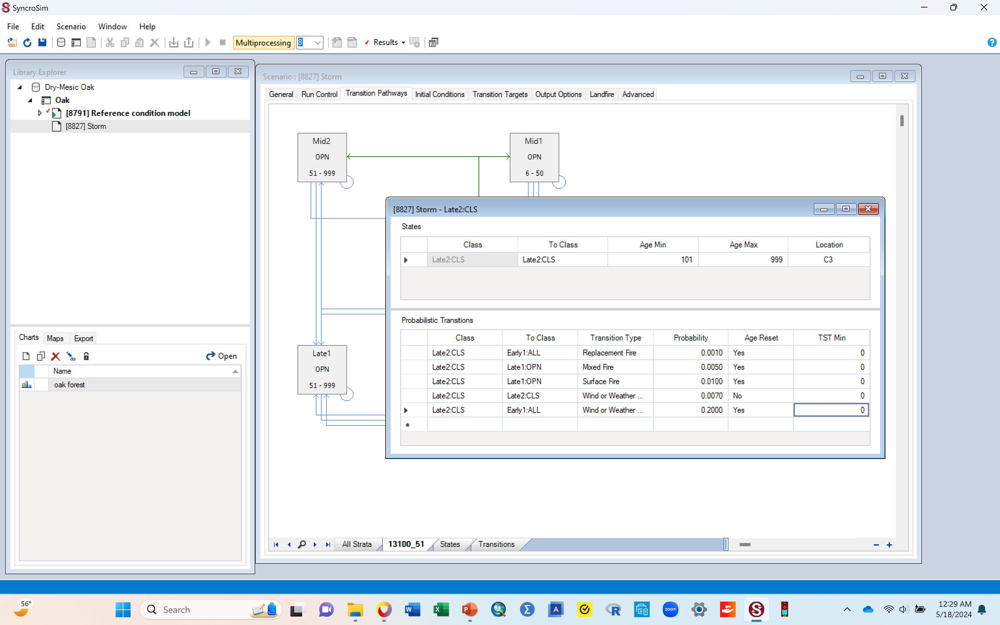 SyncroSim
File Edit Scenario Window Help
Multiprocessing 8 Results
Library Explorer
Dry-Mesic Oak
Oak
[8791] Reference condition model
[8827] Storm
Charts Maps Export
Open
Name
oak forest
Scenario : [8827] Storm
General Run Control Transition Pathways Initial Conditions Transition Targets Output Options Landfire Advanced
Mid2
OPN
51 - 999
Mid1
OPN
6 - 50
Late1
OPN
51 - 999
[8827] Storm - Late2:CLS
States
Class To Class Age Min Age Max Location
Late2:CLS Late2:CLS 101 999 C3
Probabilistic Transitions
Class To Class Transition Type Probability Age Reset TST Min
Late2:CLS Early1:ALL Replacement Fire 0.0010 Yes 0
Late2:CLS Late1:OPN Mixed Fire 0.0050 Yes 0
Late2:CLS Late1:OPN Surface Fire 0.0100 Yes 0
Late2:CLS Late2:CLS Wind or Weather ... 0.0070 No 0
Late2:CLS Early1:ALL Wind or Weather ... 0.2000 Yes 0
All Strata 13100_51 States Transitions
56°
Search
zoom
12:29 AM
5/18/2024